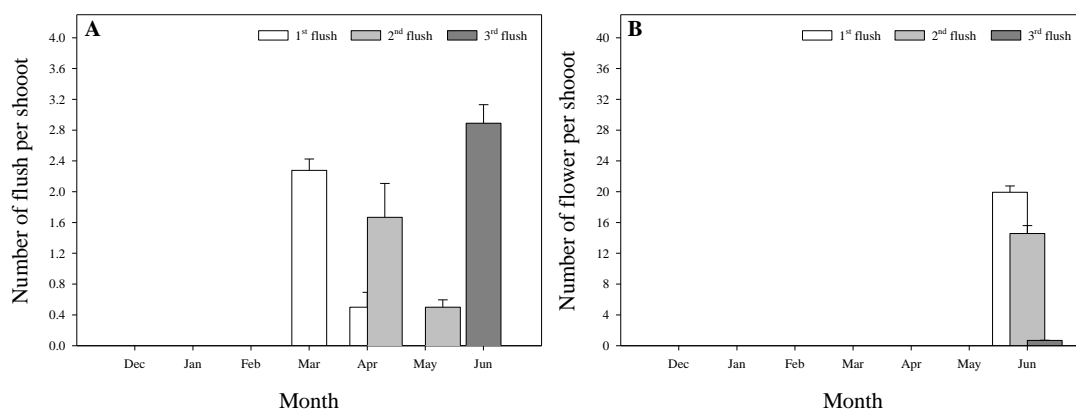 A
1st flush 2nd flush 3rd flush
Number of flush per shooot
4.0
3.6
3.2
2.8
2.4
2.0
1.6
1.2
0.8
0.4
0.0
Dec Jan Feb Mar Apr May Jun
Month
B
1st flush 2nd flush 3rd flush
Number of flower per shooot
40
36
32
28
24
20
16
12
8
4
0
Dec Jan Feb Mar Apr May Jun
Month